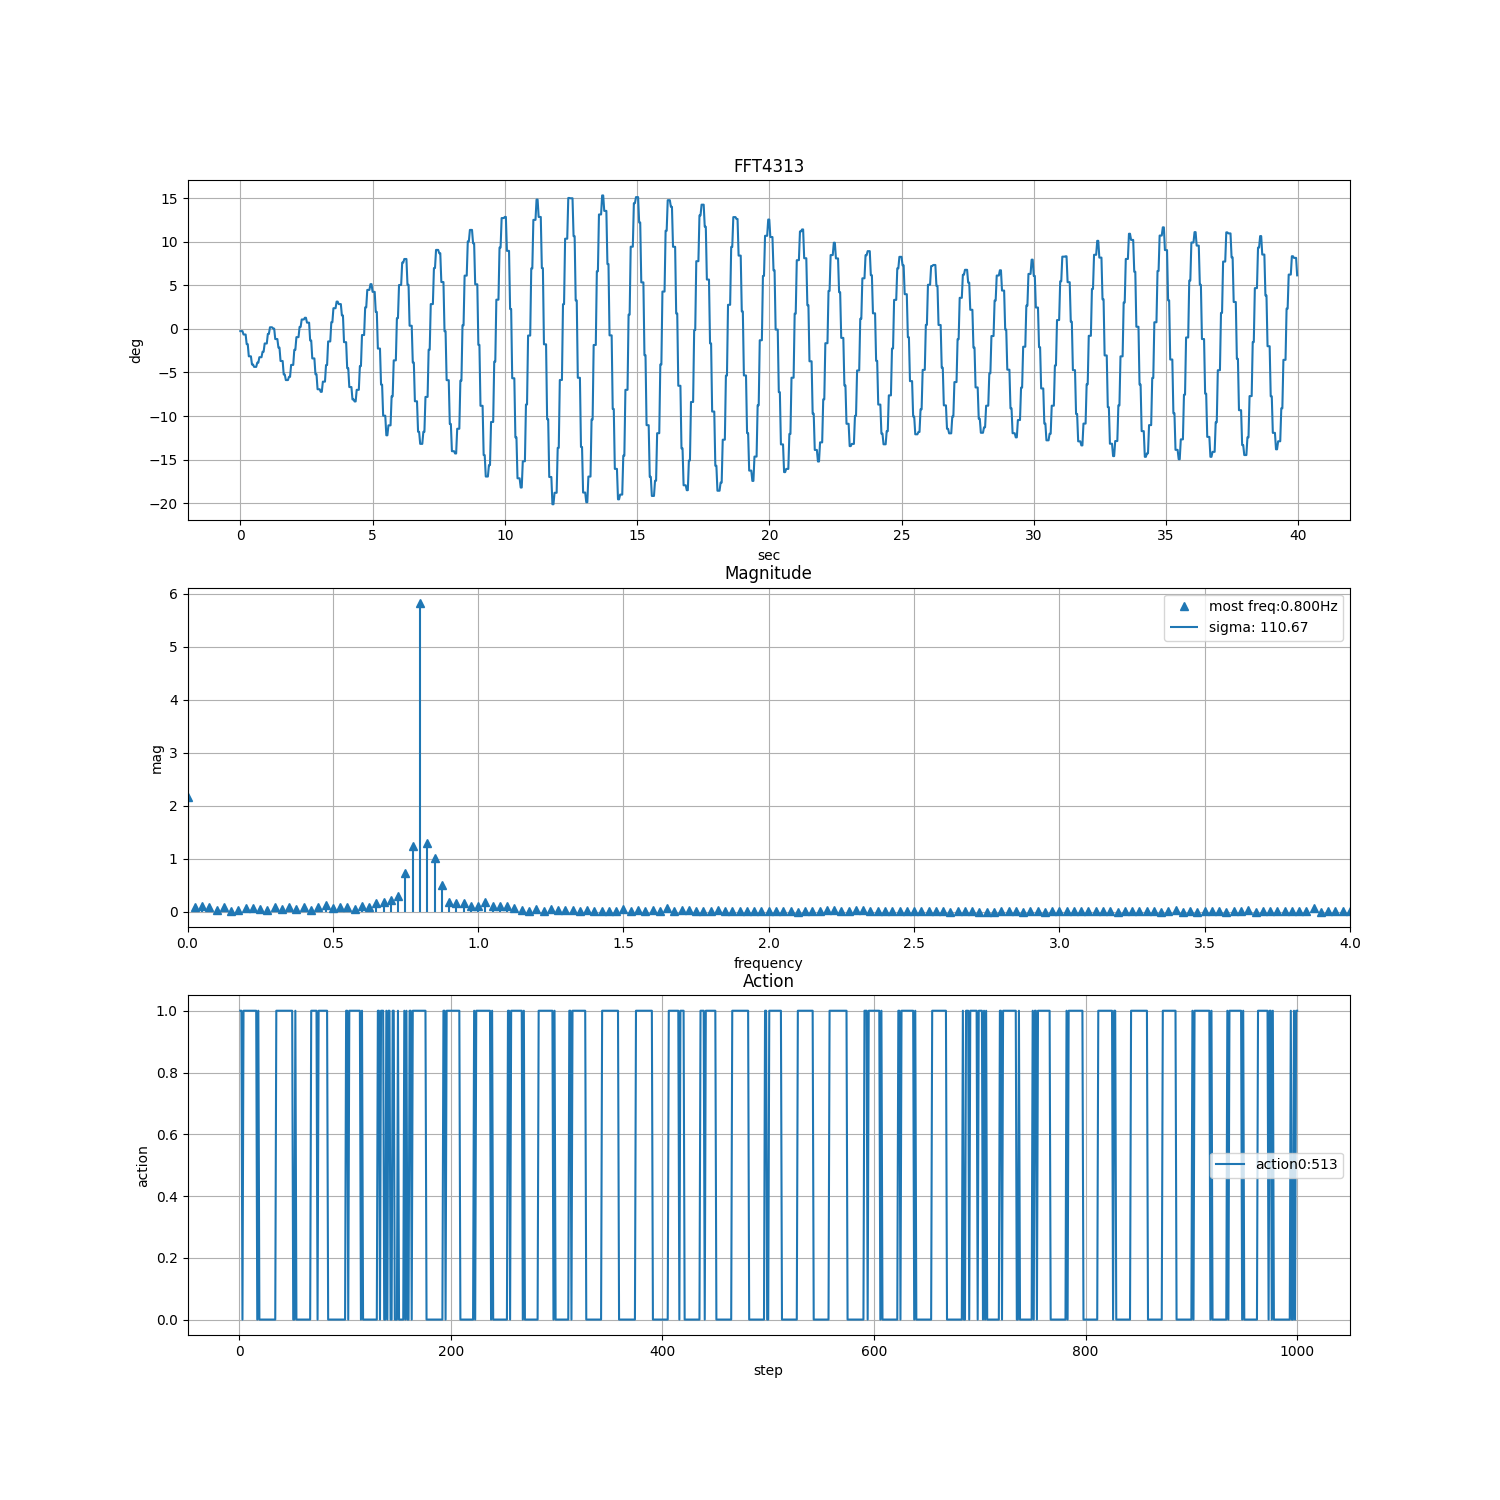 FFT4313
15
10
5
0
−5
−10
−15
−20
deg
0 5 10 15 20 25 30 35 40
sec
Magnitude
6
5
4
3
2
1
0
mag
most freq:0.800Hz
sigma: 110.67
0.0 0.5 1.0 1.5 2.0 2.5 3.0 3.5 4.0
frequency
Action
1.0
0.8
0.6
0.4
0.2
0.0
action
action0:513
0 200 400 600 800 1000
step